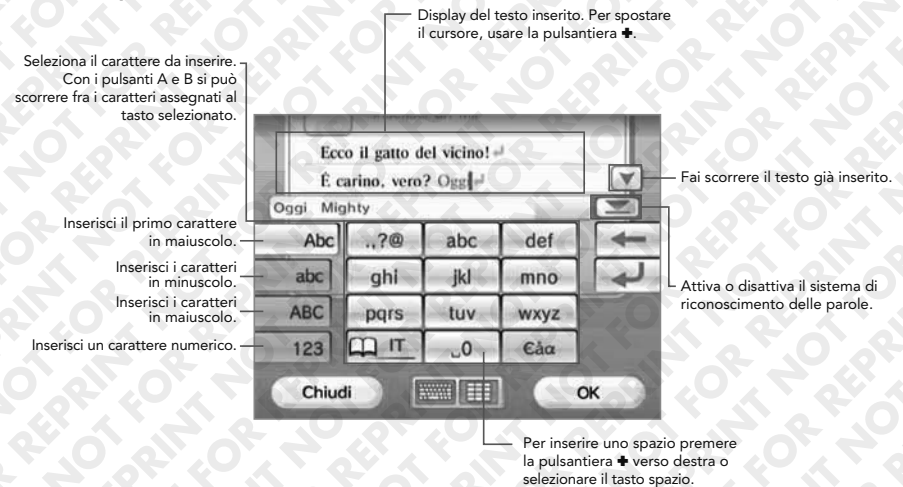 Display del testo inserito. Per spostare
il cursore, usare la pulsantiera ✚.
Seleziona il carattere da inserire.
Con i pulsanti A e B si può
scorrere fra i caratteri assegnati al
tasto selezionato.
Ecco il gatto del vicino!↵
É carino, vero? Oggi↵
Fai scorrere il testo già inserito.
Oggi Mighty
Inserisci il primo carattere
in maiuscolo.
Abc .,?@ abc def
Inserisci i caratteri
in minuscolo.
abc ghi jkl mno
Attiva o disattiva il sistema di
riconoscimento delle parole.
Inserisci i caratteri
in maiuscolo.
ABC pqrs tuv wxyz
Inserisci un carattere numerico.
123 IT ␣0 €åα
Chiudi OK
Per inserire uno spazio premere
la pulsantiera ✚ verso destra o
selezionare il tasto spazio.
NOT FOR REPRINT